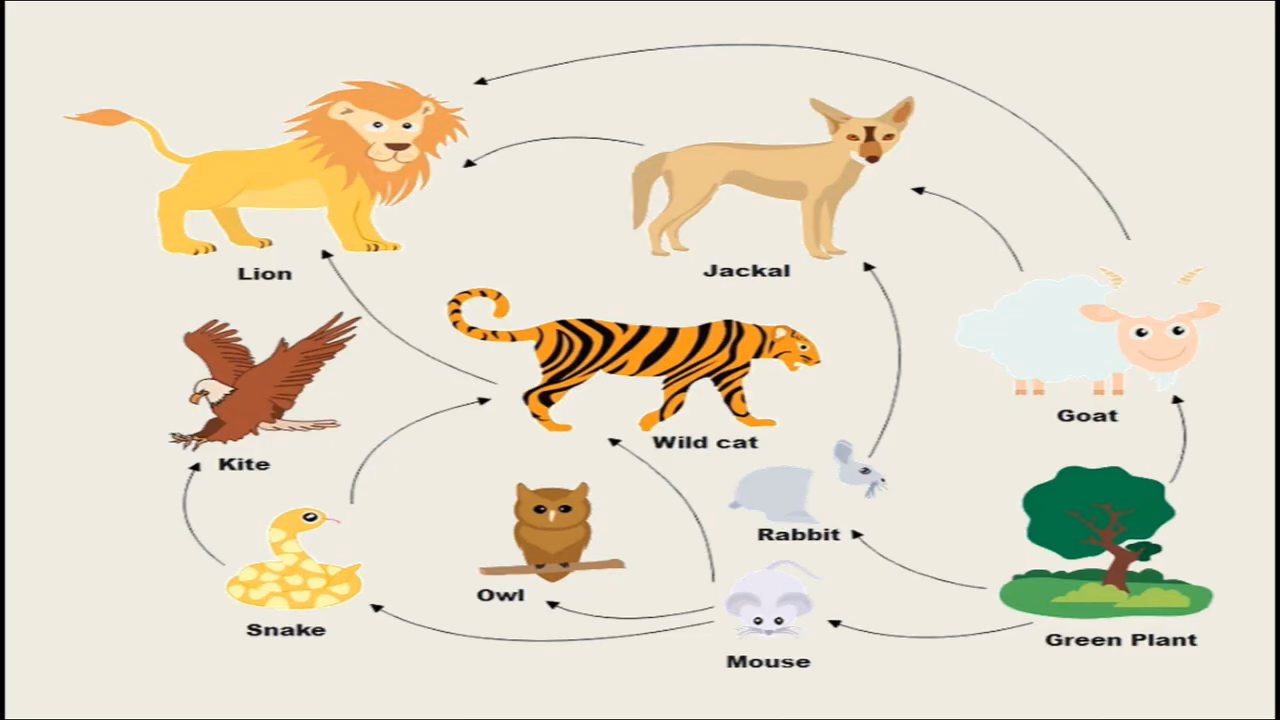 Lion
Jackal
Goat
Wild cat
Kite
Rabbit
Owl
Snake
Green Plant
Mouse